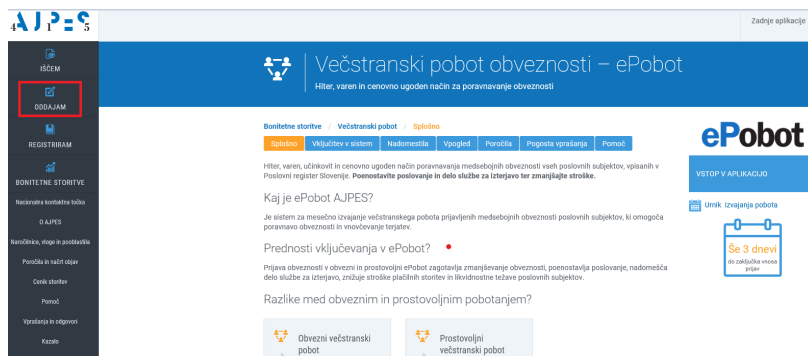 AJPES
Zadnje aplikacije
IŠČEM
ODDAJAM
REGISTRIRAM
BONITETNE STORITVE
Nacionalna kontaktna točka
O AJPES
Naročilnice, vloge in pooblastila
Poročila in načrt objav
Cenik storitev
Pomoč
Vprašanja in odgovori
Kazalo
Večstranski pobot obveznosti – ePobot
Hiter, varen in cenovno ugoden način za poravnavanje obveznosti
Bonitetne storitve / Večstranski pobot / Splošno
Splošno Vključitev v sistem Nadomestila Vpogled Poročila Pogosta vprašanja Pomoč
Hiter, varen, učinkovit in cenovno ugoden način poravnavanja medsebojnih obveznosti vseh poslovnih subjektov, vpisanih v
Poslovni register Slovenije. Poenostavite poslovanje in delo službe za izterjavo ter zmanjšajte stroške.
Kaj je ePobot AJPES?
Je sistem za mesečno izvajanje večstranskega pobota prijavljenih medsebojnih obveznosti poslovnih subjektov, ki omogoča
poravnavo obveznosti in vnovčevanje terjatev.
Prednosti vključevanja v ePobot?
Prijava obveznosti v obvezni in prostovoljni ePobot zagotavlja zmanjševanje obveznosti, poenostavlja poslovanje, nadomešča
delo službe za izterjavo, znižuje stroške plačilnih storitev in likvidnostne težave poslovnih subjektov.
Razlike med obveznim in prostovoljnim pobotanjem?
Obvezni večstranski
pobot
Prostovoljni
večstranski pobot
ePobot
VSTOP V APLIKACIJO
Urnik izvajanja pobota
Še 3 dnevi
do zaključka vnosa
prijav